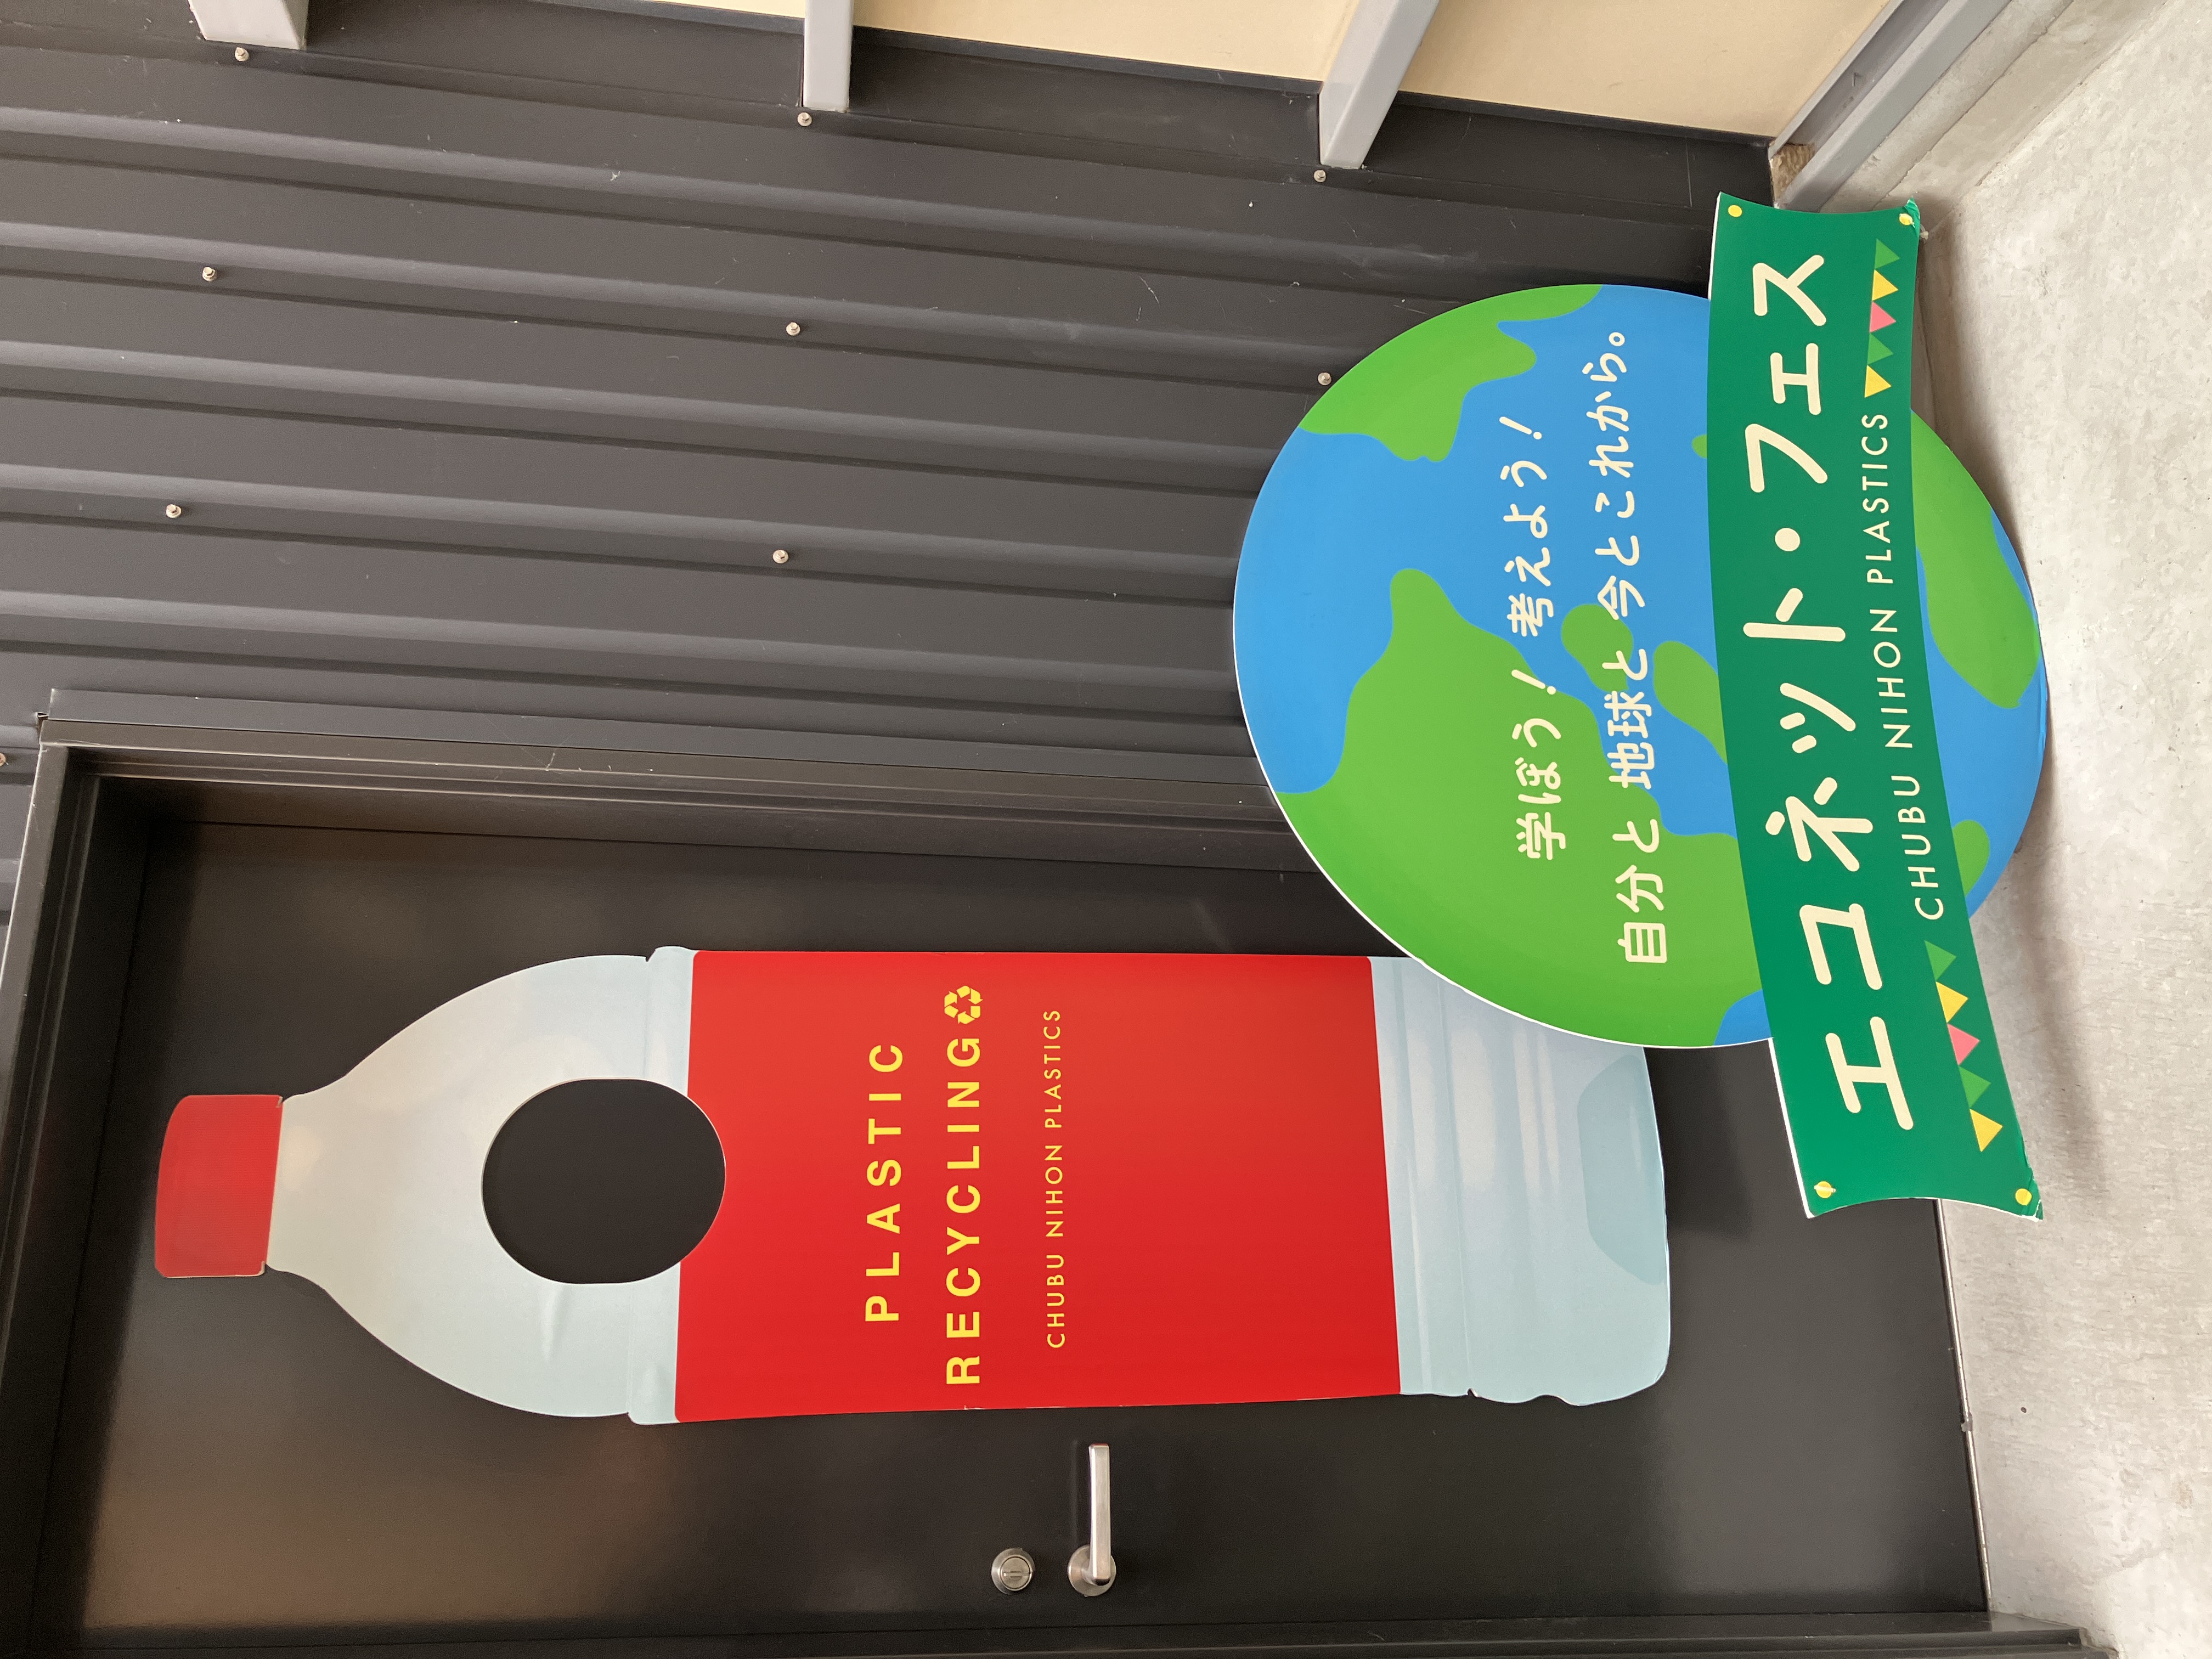 PLASTIC
RECYCLING
CHUBU NIHON PLASTICS
学ぼう！考えよう！
自分と地球と今とこれから。
エコネット・フェス
CHUBU NIHON PLASTICS